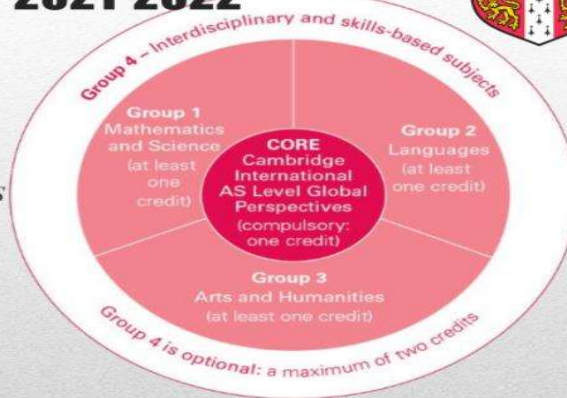 2021-2022
Group 4 – Interdisciplinary and skills-based subjects
Group 1
Mathematics
and Science
(at least
one
credit)
CORE
Cambridge
International
AS Level Global
Perspectives
(compulsory:
one credit)
Group 2
Languages
(at least
one credit)
Group 3
Arts and Humanities
(at least one credit)
Group 4 is optional: a maximum of two credits